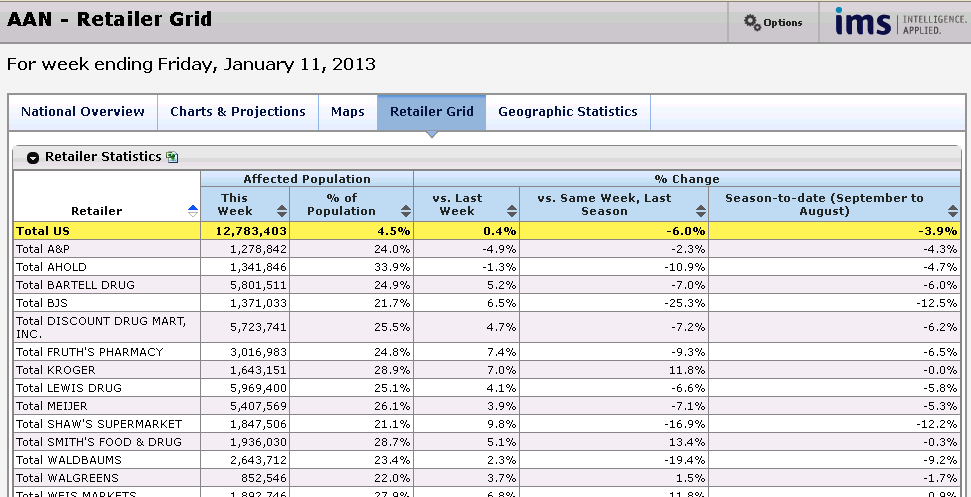 AAN - Retailer Grid
Options
ims INTELLIGENCE. APPLIED.
For week ending Friday, January 11, 2013
National Overview Charts & Projections Maps Retailer Grid Geographic Statistics
Retailer Statistics
Affected Population % Change
Retailer This Week % of Population vs. Last Week vs. Same Week, Last Season Season-to-date (September to August)
Total US 12,783,403 4.5% 0.4% -6.0% -3.9%
Total A&P 1,278,842 24.0% -4.9% -2.3% -4.3%
Total AHOLD 1,341,846 33.9% -1.3% -10.9% -4.7%
Total BARTELL DRUG 5,801,511 24.9% 5.2% -7.0% -6.0%
Total BJS 1,371,033 21.7% 6.5% -25.3% -12.5%
Total DISCOUNT DRUG MART, INC. 5,723,741 25.5% 4.7% -7.2% -6.2%
Total FRUTH'S PHARMACY 3,016,983 24.8% 7.4% -9.3% -6.5%
Total KROGER 1,643,151 28.9% 7.0% 11.8% -0.0%
Total LEWIS DRUG 5,969,400 25.1% 4.1% -6.6% -5.8%
Total MEIJER 5,407,569 26.1% 3.9% -7.1% -5.3%
Total SHAW'S SUPERMARKET 1,847,506 21.1% 9.8% -16.9% -12.2%
Total SMITH'S FOOD & DRUG 1,936,030 28.7% 5.1% 13.4% -0.3%
Total WALDBAUMS 2,643,712 23.4% 2.3% -19.4% -9.2%
Total WALGREENS 852,546 22.0% 3.7% 1.5% -1.7%
Total WEIS MARKETS 1,892,746 27.9% 6.8% 11.8% 0.9%